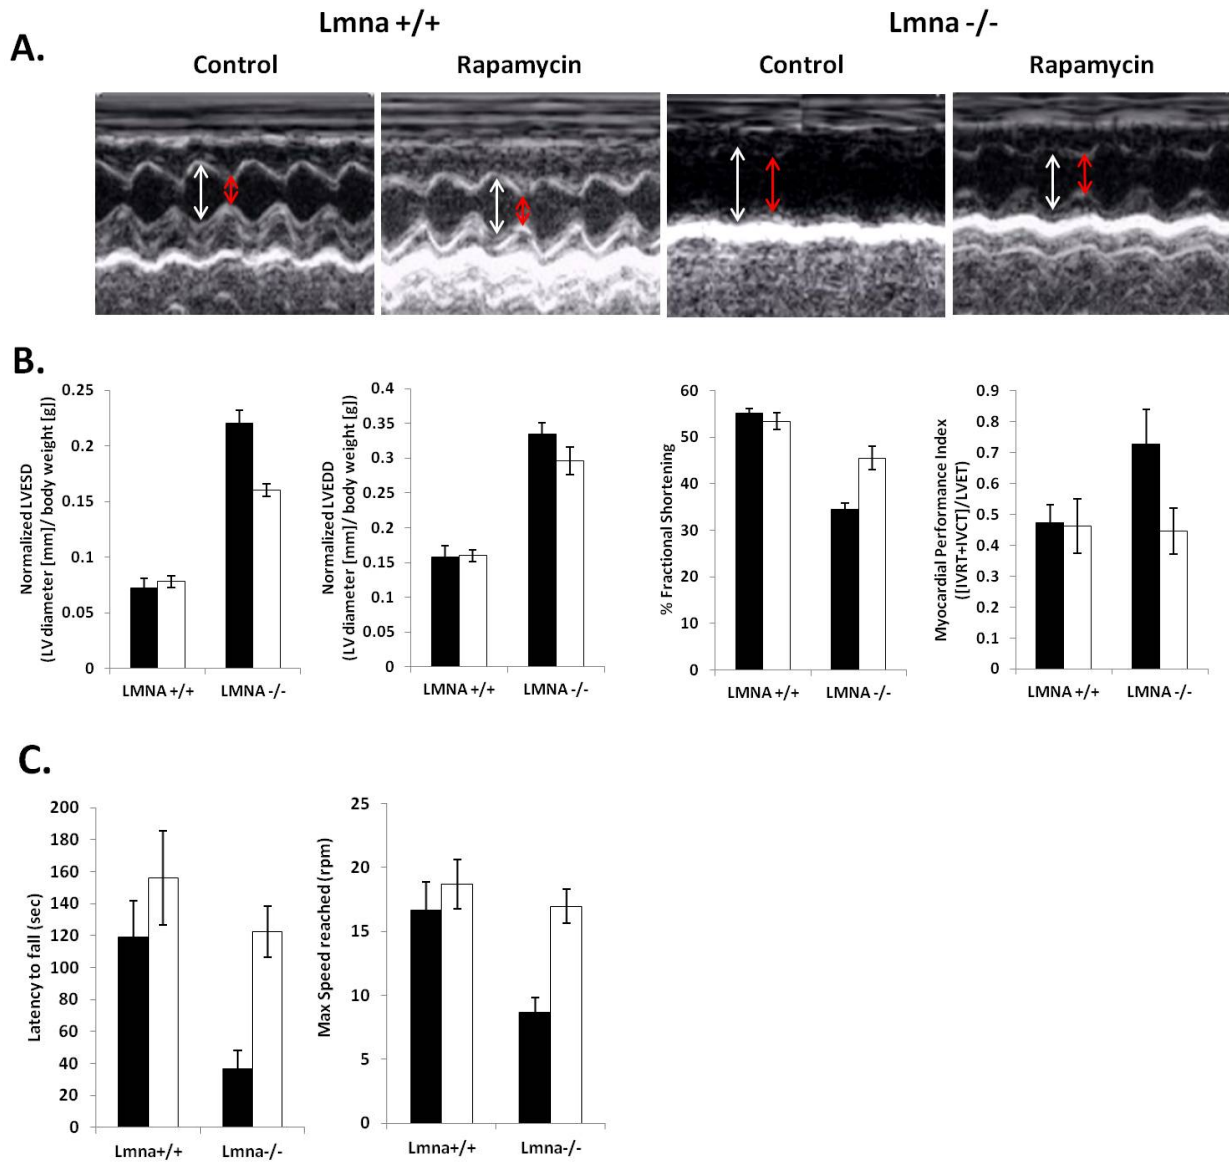 Lmna +/+ Lmna -/-
A.
Control Rapamycin Control Rapamycin
B.
Normalized LVESD
(LV diameter [mm]/ body weight [g])
0.25
0.2
0.15
0.1
0.05
0
LMNA +/+ LMNA -/-
Normalized LVEDD
(LV diameter [mm]/ body weight [g])
0.4
0.35
0.3
0.25
0.2
0.15
0.1
0.05
0
LMNA +/+ LMNA -/-
% Fractional Shortening
60
50
40
30
20
10
0
LMNA +/+ LMNA -/-
Myocardial Performance Index
([IVRT+IVCT]/LVET)
0.9
0.8
0.7
0.6
0.5
0.4
0.3
0.2
0.1
0
LMNA +/+ LMNA -/-
C.
Latency to fall (sec)
200
180
160
140
120
100
80
60
40
20
0
Lmna+/+ Lmna-/-
Max Speed reached (rpm)
25
20
15
10
5
0
Lmna+/+ Lmna-/-